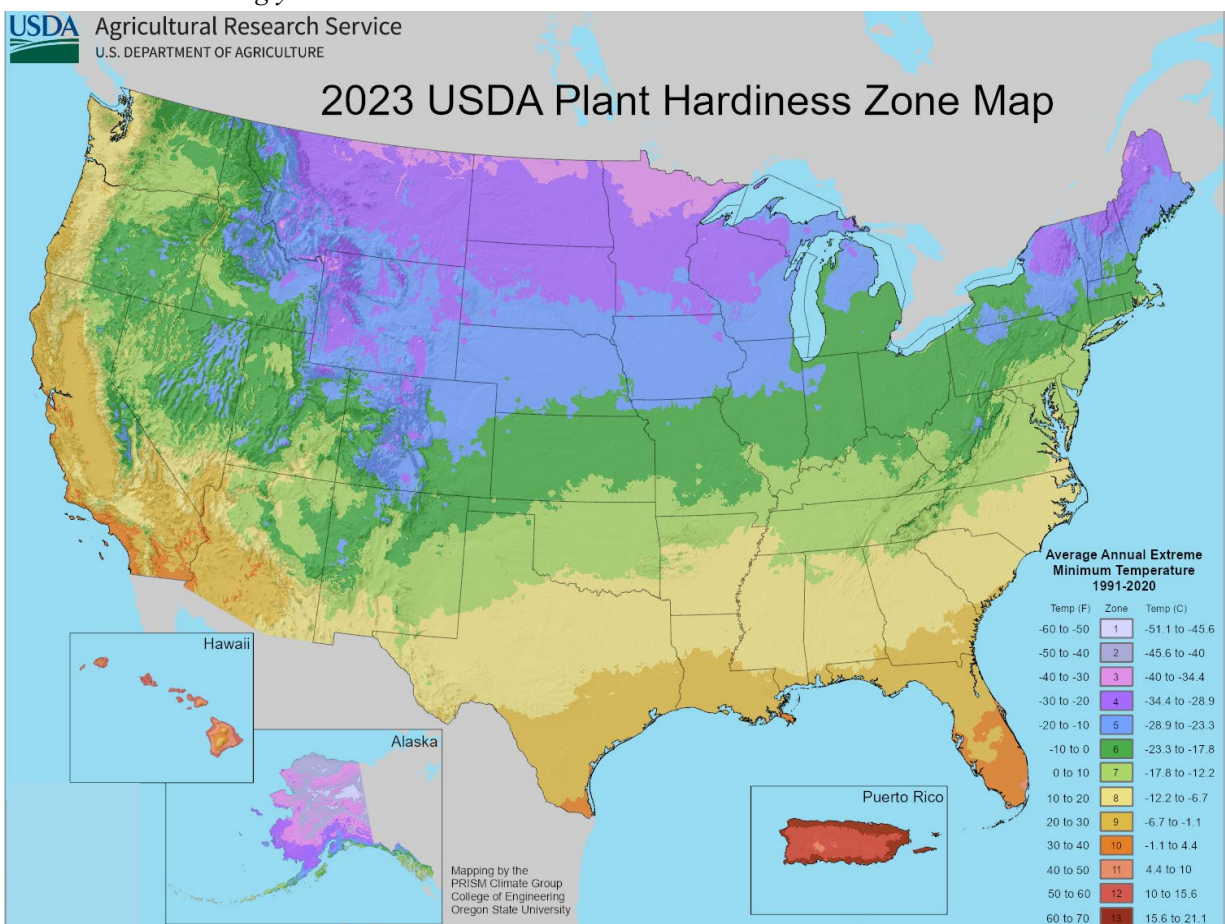 USDA Agricultural Research Service
U.S. DEPARTMENT OF AGRICULTURE
2023 USDA Plant Hardiness Zone Map
Average Annual Extreme
Minimum Temperature
1991-2020
Temp (F) Zone Temp (C)
-60 to -50 1 -51.1 to -45.6
-50 to -40 2 -45.6 to -40
-40 to -30 3 -40 to -34.4
-30 to -20 4 -34.4 to -28.9
-20 to -10 5 -28.9 to -23.3
-10 to 0 6 -23.3 to -17.8
0 to 10 7 -17.8 to -12.2
10 to 20 8 -12.2 to -6.7
20 to 30 9 -6.7 to -1.1
30 to 40 10 -1.1 to 4.4
40 to 50 11 4.4 to 10
50 to 60 12 10 to 15.6
60 to 70 13 15.6 to 21.1
Hawaii
Alaska
Puerto Rico
Mapping by the
PRISM Climate Group
College of Engineering
Oregon State University